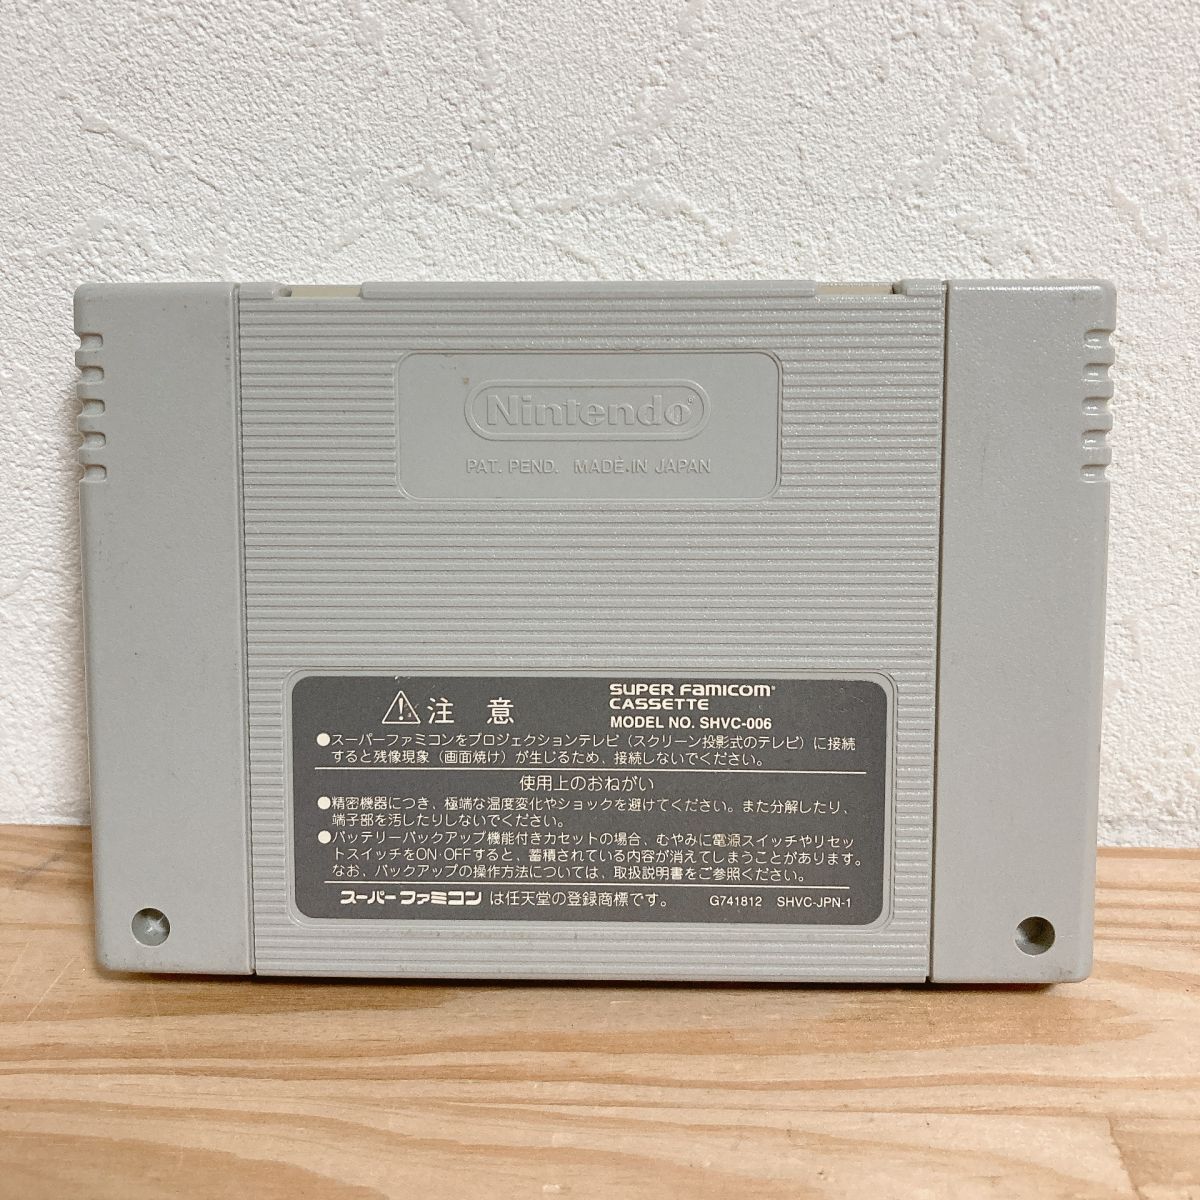 Nintendo®
PAT. PEND. MADE IN JAPAN
⚠注意
SUPER FAMICOM®
CASSETTE
MODEL NO. SHVC-006
●スーパーファミコンをプロジェクションテレビ（スクリーン投影式のテレビ）に接続
すると残像現象（画面焼け）が生じるため、接続しないでください。
使用上のおねがい
●精密機器につき、極端な温度変化やショックを避けてください。また分解したり、
端子部を汚したりしないでください。
●バッテリーバックアップ機能付きカセットの場合、むやみに電源スイッチやリセッ
トスイッチをON・OFFすると、蓄積されている内容が消えてしまうことがあります。
なお、バックアップの操作方法については、取扱説明書をご参照ください。
スーパーファミコンは任天堂の登録商標です。 G741812 SHVC-JPN-1